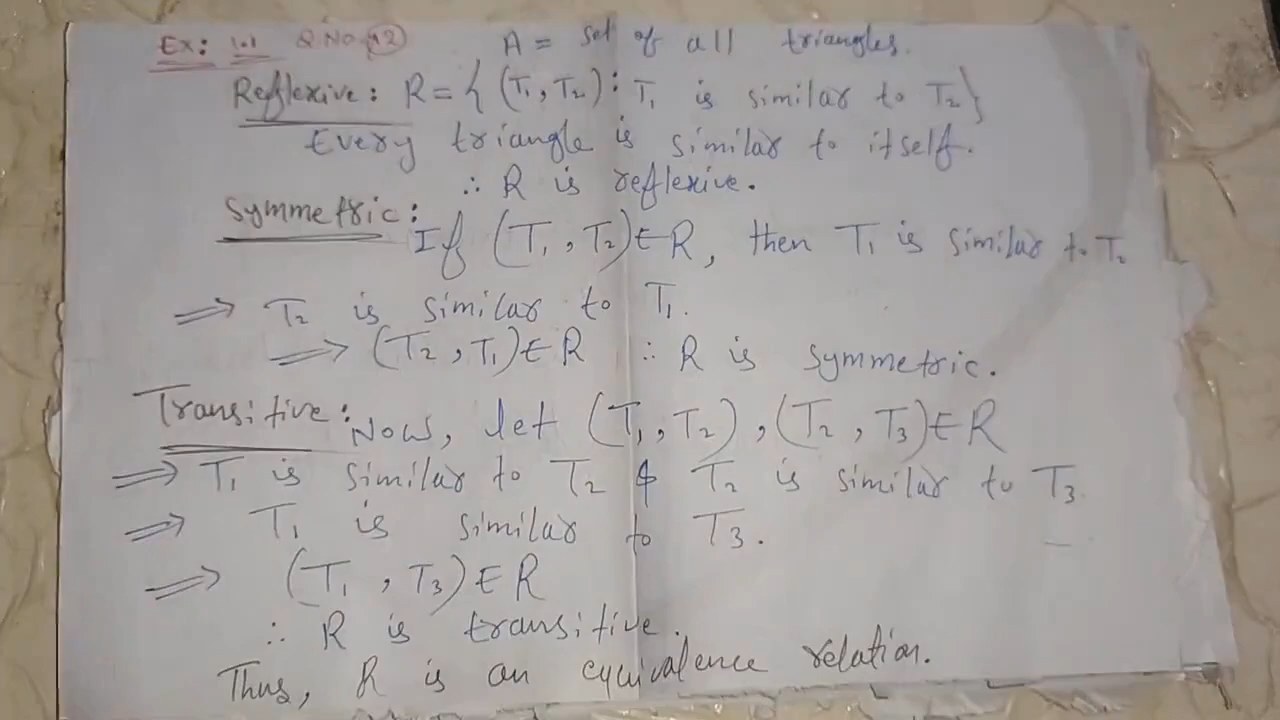 Ex: 1.1 Q.No. 12 A = set of all triangles.
Reflexive: R = { (T₁, T₂) : T₁ is similar to T₂}
Every triangle is similar to itself.
∴ R is reflexive.
Symmetric:
If (T₁, T₂) ∈ R, then T₁ is similar to T₂
⇒ T₂ is similar to T₁.
⇒ (T₂, T₁) ∈ R ∴ R is symmetric.
Transitive: Now, let (T₁, T₂), (T₂, T₃) ∈ R
⇒ T₁ is similar to T₂ & T₂ is similar to T₃.
⇒ T₁ is similar to T₃.
⇒ (T₁, T₃) ∈ R
∴ R is transitive.
Thus, R is an equivalence relation.